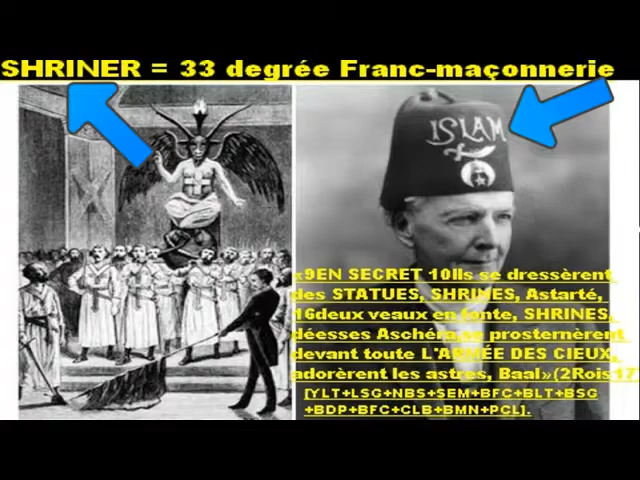 SHRINER = 33 degrée Franc-maçonnerie
ISLAM
«9EN SECRET 10Ils se dressèrent
des STATUES, SHRINES, Astarté,
16deux veaux en fonte, SHRINES,
déesses Aschéra,se prosternèrent
devant toute L'ARMÉE DES CIEUX,
adorèrent les astres, Baal»(2Rois17
[YLT+LSG+NBS+SEM+BFC+BLT+BSG
+BDP+BFC+CLB+BMN+PCL].